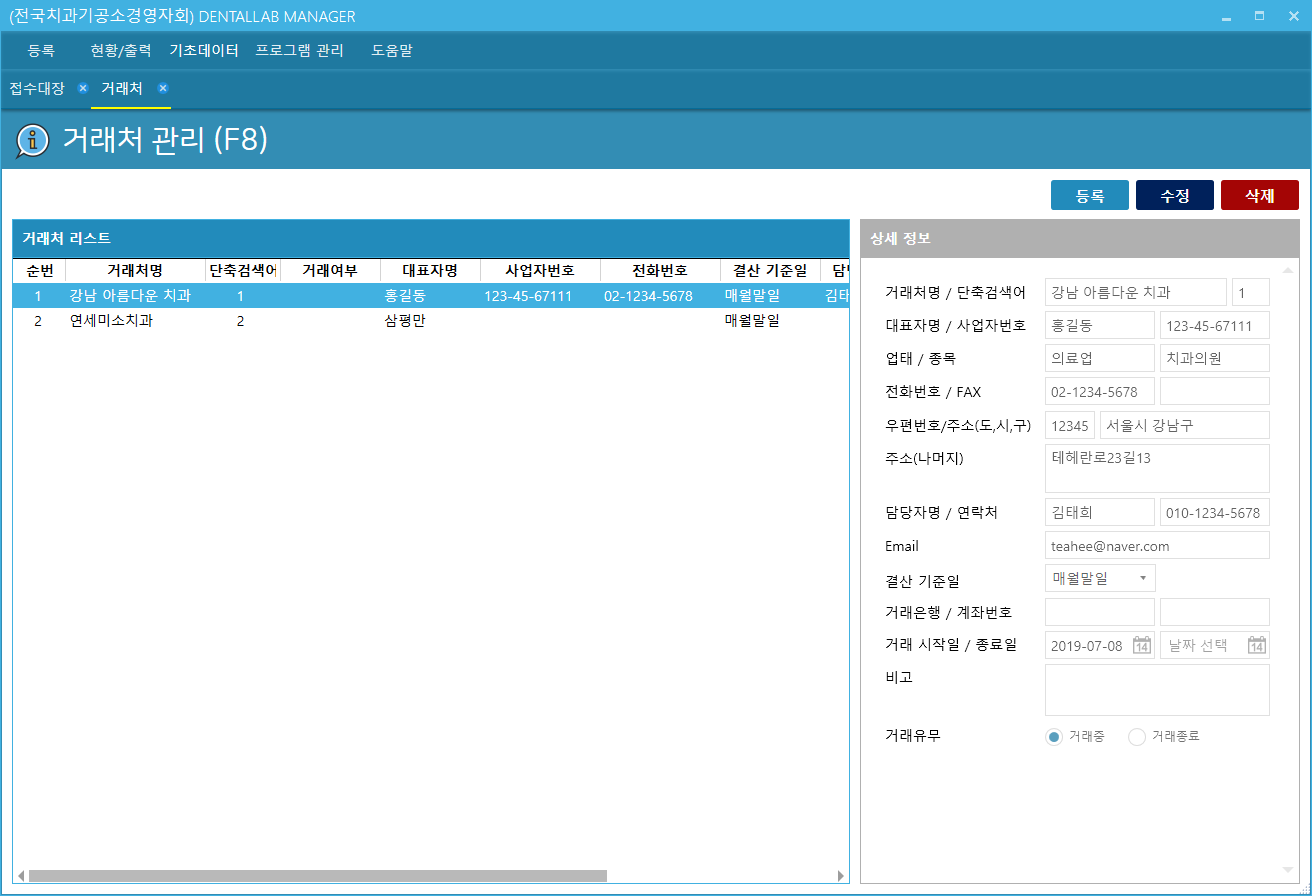 (전국치과기공소경영자회) DENTALLAB MANAGER
등록 현황/출력 기초데이터 프로그램 관리 도움말
접수대장 거래처
거래처 관리 (F8)
등록 수정 삭제
거래처 리스트
순번 거래처명 단축검색어 거래여부 대표자명 사업자번호 전화번호 결산 기준일
1 강남 아름다운 치과 1 홍길동 123-45-67111 02-1234-5678 매월말일 김태
2 연세미소치과 2 삼평만 매월말일
상세 정보
거래처명 / 단축검색어 강남 아름다운 치과 1
대표자명 / 사업자번호 홍길동 123-45-67111
업태 / 종목 의료업 치과의원
전화번호 / FAX 02-1234-5678
우편번호/주소(도,시,구) 12345 서울시 강남구
주소(나머지) 테헤란로23길13
담당자명 / 연락처 김태희 010-1234-5678
Email teahee@naver.com
결산 기준일 매월말일
거래은행 / 계좌번호
거래 시작일 / 종료일 2019-07-08 14 날짜 선택 14
비고
거래유무 거래중 거래종료